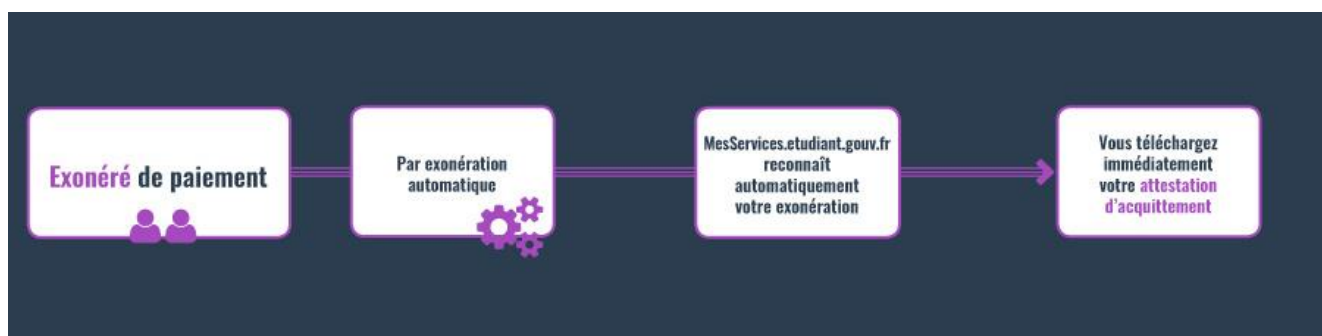 Exonéré de paiement
Par exonération
automatique
MesServices.etudiant.gouv.fr
reconnaît
automatiquement
votre exonération
Vous téléchargez
immédiatement
votre attestation
d'acquittement